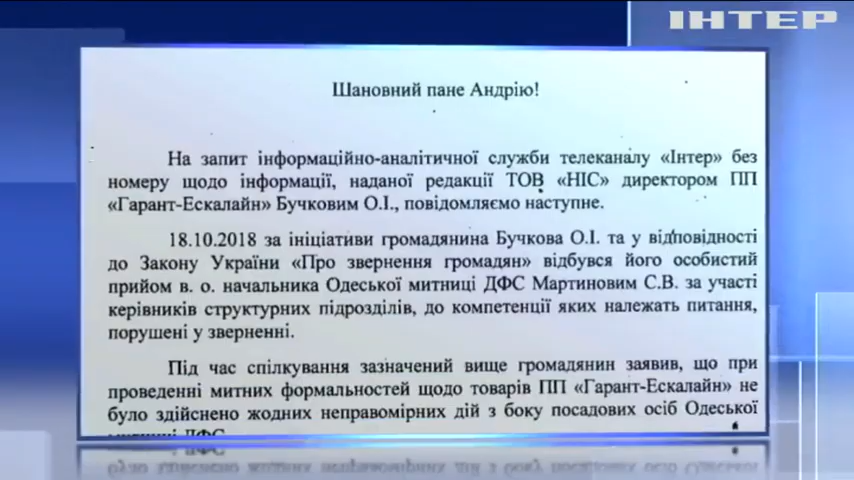 ІНТЕР
Шановний пане Андрію!
На запит інформаційно-аналітичної служби телеканалу «Інтер» без
номеру щодо інформації, наданої редакції ТОВ «НІС» директором ПП
«Гарант-Ескалайн» Бучковим О.І., повідомляємо наступне.
18.10.2018 за ініціативи громадянина Бучкова О.І. та у відповідності
до Закону України «Про звернення громадян» відбувся його особистий
прийом в. о. начальника Одеської митниці ДФС Мартиновим С.В. за участі
керівників структурних підрозділів, до компетенції яких належать питання,
порушені у зверненні.
Під час спілкування зазначений вище громадянин заявив, що при
проведенні митних формальностей щодо товарів ПП «Гарант-Ескалайн» не
було здійснено жодних неправомірних дій з боку посадових осіб Одеської
митниці ДФС